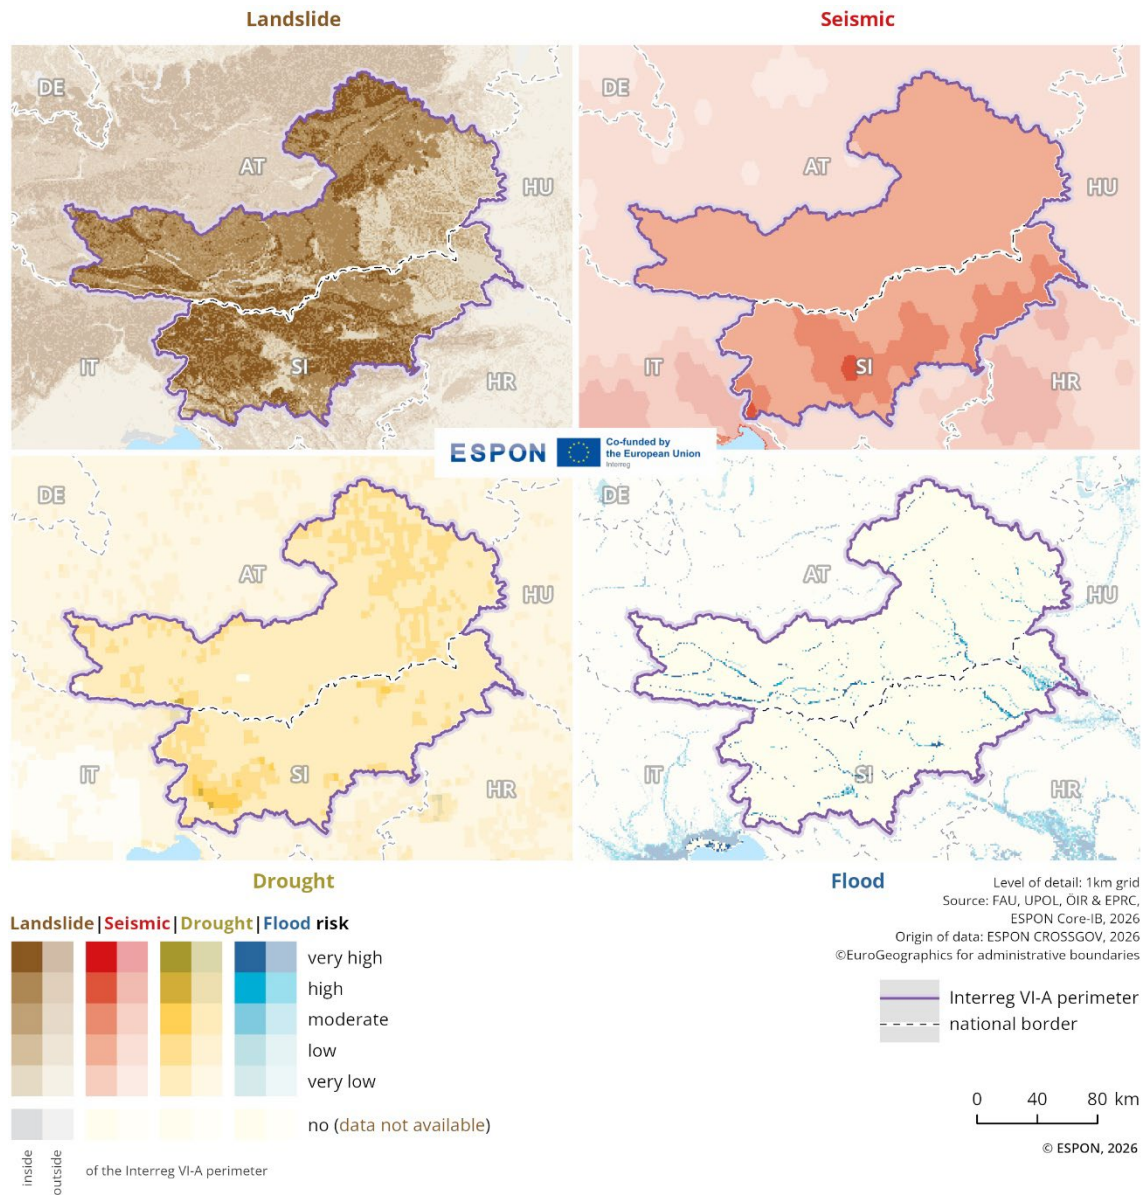 Landslide
Seismic
DE
AT
HU
IT
SI
HR
DE
AT
HU
IT
SI
HR
ESPON
Co-funded by
the European Union
Interreg
DE
AT
HU
IT
SI
HR
DE
AT
HU
IT
SI
HR
Drought
Flood
Level of detail: 1km grid
Source: FAU, UPOL, ÖIR & EPRC,
ESPON Core-IB, 2026
Origin of data: ESPON CROSSGOV, 2026
©EuroGeographics for administrative boundaries
Landslide|Seismic|Drought|Flood risk
very high
high
moderate
low
very low
no (data not available)
inside
outside
of the Interreg VI-A perimeter
Interreg VI-A perimeter
national border
0 40 80 km
© ESPON, 2026